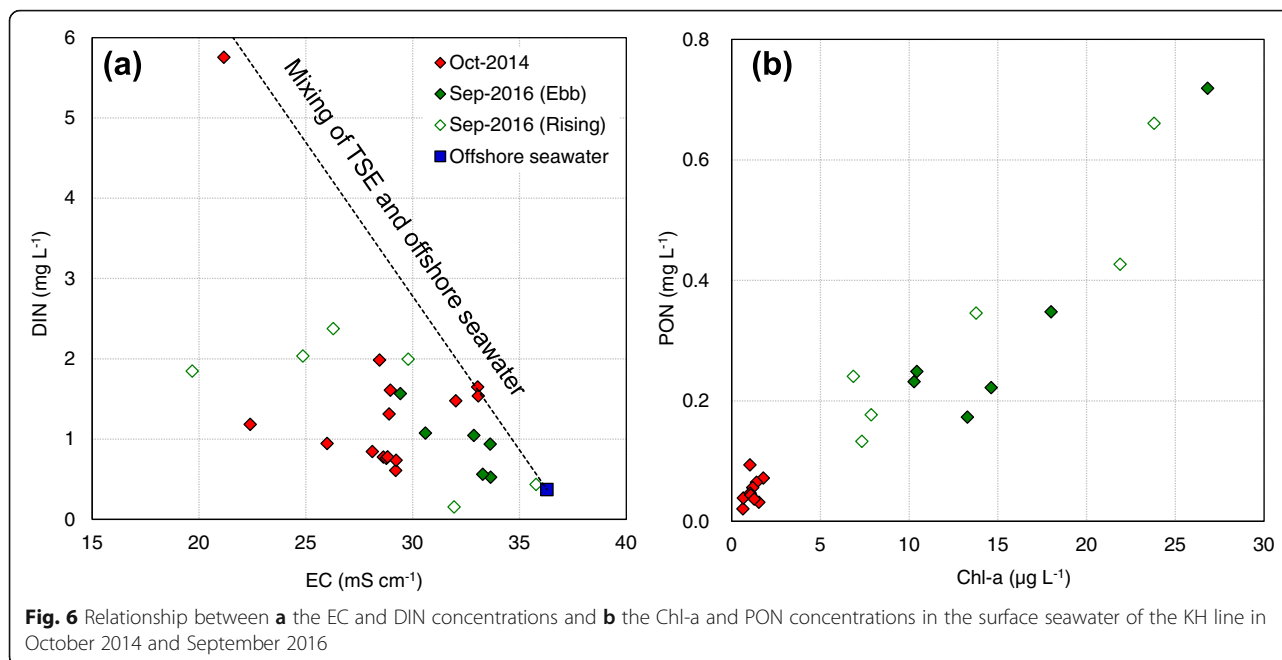 (a)
Oct-2014
Sep-2016 (Ebb)
Sep-2016 (Rising)
Offshore seawater
Mixing of TSE and offshore seawater
6
5
4
3
2
1
0
DIN (mg L-1)
15 20 25 30 35 40
EC (mS cm-1)
(b)
0.8
0.6
0.4
0.2
0.0
PON (mg L-1)
0 5 10 15 20 25 30
Chl-a (µg L-1)
Fig. 6 Relationship between a the EC and DIN concentrations and b the Chl-a and PON concentrations in the surface seawater of the KH line in
October 2014 and September 2016